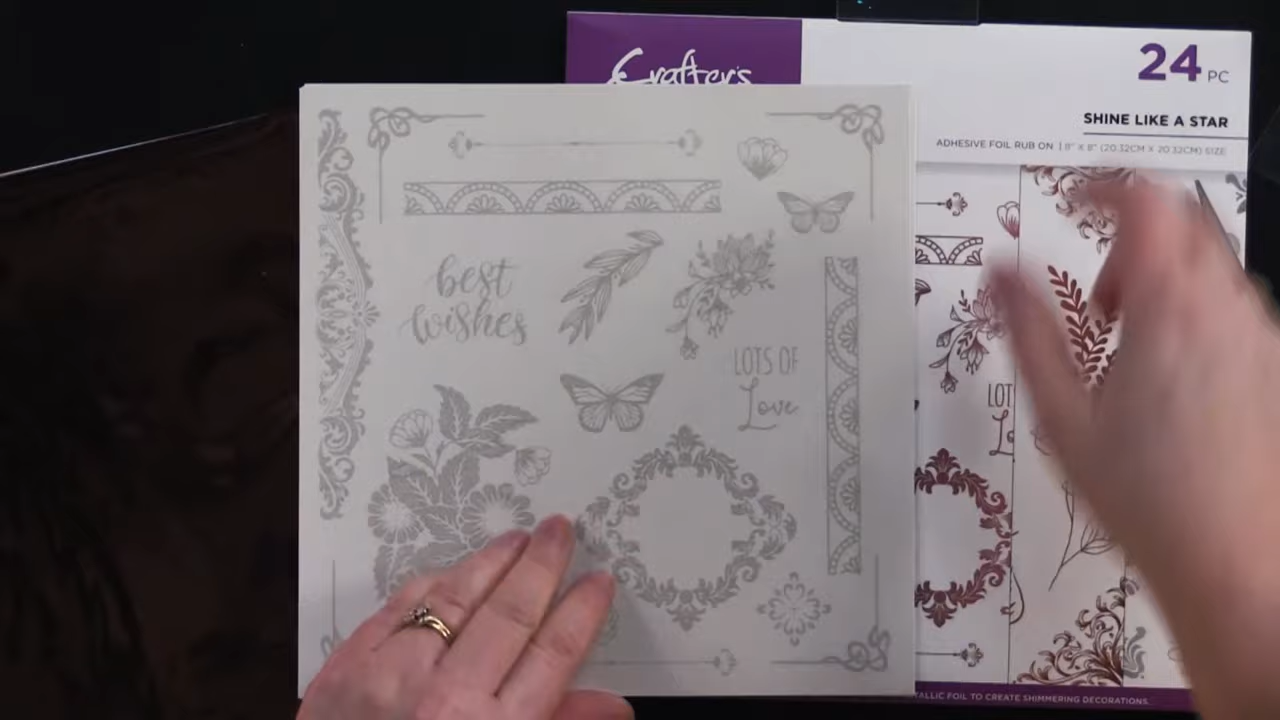 Crafter's
24 PC
SHINE LIKE A STAR
ADHESIVE FOIL RUB ON | 8" X 8" (20.32CM X 20.32CM) SIZE
best
wishes
LOTS OF
Love
LOT
L
TALLIC FOIL TO CREATE SHIMMERING DECORATIONS.